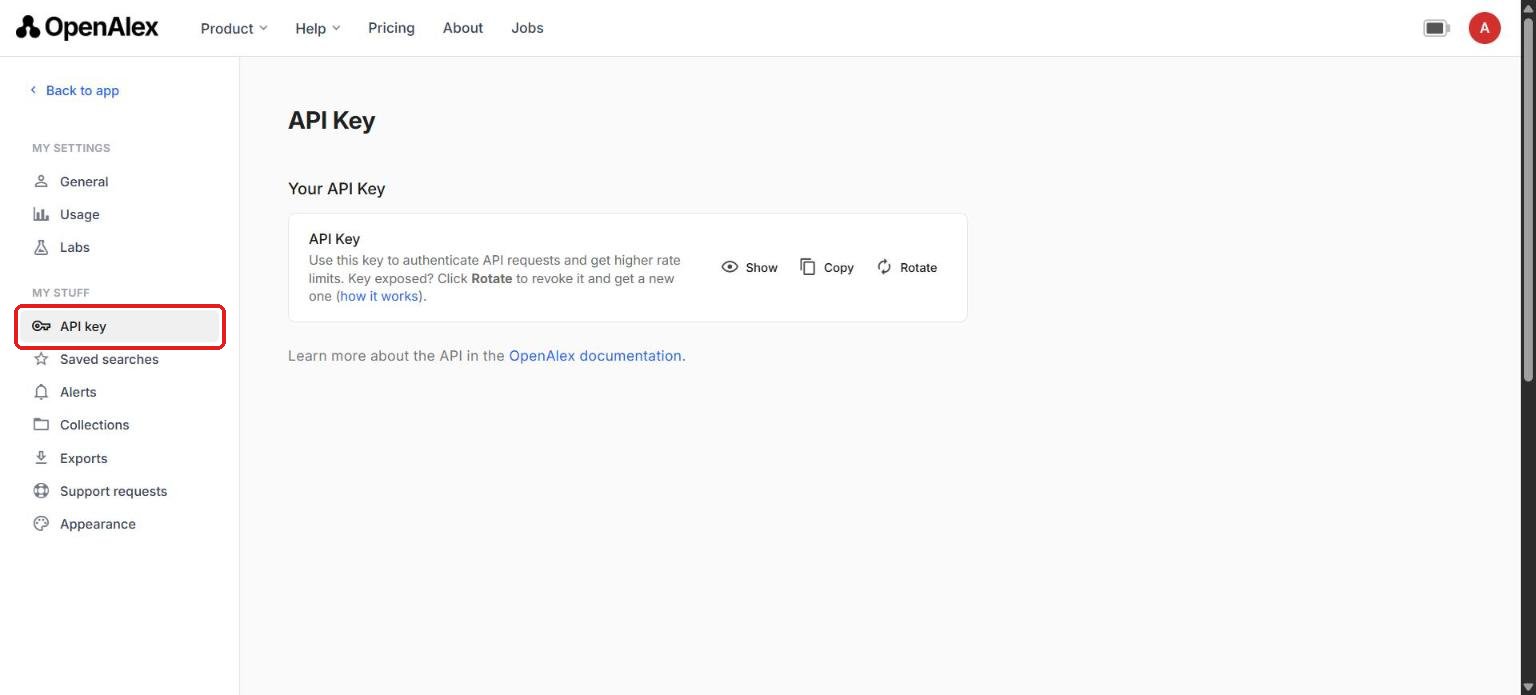 OpenAlex Product Help Pricing About Jobs A
Back to app
MY SETTINGS
General
Usage
Labs
MY STUFF
API key
Saved searches
Alerts
Collections
Exports
Support requests
Appearance
API Key
Your API Key
API Key
Use this key to authenticate API requests and get higher rate
limits. Key exposed? Click Rotate to revoke it and get a new
one (how it works).
Show Copy Rotate
Learn more about the API in the OpenAlex documentation.